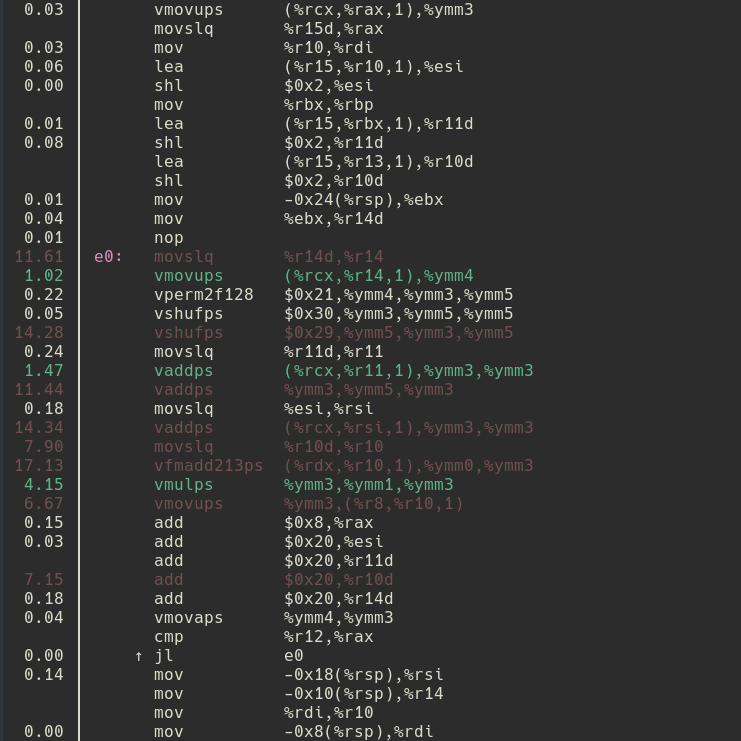 0.03 vmovups (%rcx,%rax,1),%ymm3
movslq %r15d,%rax
0.03 mov %r10,%rdi
0.06 lea (%r15,%r10,1),%esi
0.00 shl $0x2,%esi
mov %rbx,%rbp
0.01 lea (%r15,%rbx,1),%r11d
0.08 shl $0x2,%r11d
lea (%r15,%r13,1),%r10d
shl $0x2,%r10d
0.01 mov -0x24(%rsp),%ebx
0.04 mov %ebx,%r14d
0.01 nop
11.61 e0: movslq %r14d,%r14
1.02 vmovups (%rcx,%r14,1),%ymm4
0.22 vperm2f128 $0x21,%ymm4,%ymm3,%ymm5
0.05 vshufps $0x30,%ymm3,%ymm5,%ymm5
14.28 vshufps $0x29,%ymm5,%ymm3,%ymm5
0.24 movslq %r11d,%r11
1.47 vaddps (%rcx,%r11,1),%ymm3,%ymm3
11.44 vaddps %ymm3,%ymm5,%ymm3
0.18 movslq %esi,%rsi
14.34 vaddps (%rcx,%rsi,1),%ymm3,%ymm3
7.90 movslq %r10d,%r10
17.13 vfmadd213ps (%rdx,%r10,1),%ymm0,%ymm3
4.15 vmulps %ymm3,%ymm1,%ymm3
6.67 vmovups %ymm3,(%r8,%r10,1)
0.15 add $0x8,%rax
0.03 add $0x20,%esi
add $0x20,%r11d
7.15 add $0x20,%r10d
0.18 add $0x20,%r14d
0.04 vmovaps %ymm4,%ymm3
cmp %r12,%rax
0.00 ↑ jl e0
0.14 mov -0x18(%rsp),%rsi
mov -0x10(%rsp),%r14
mov %rdi,%r10
0.00 mov -0x8(%rsp),%rdi